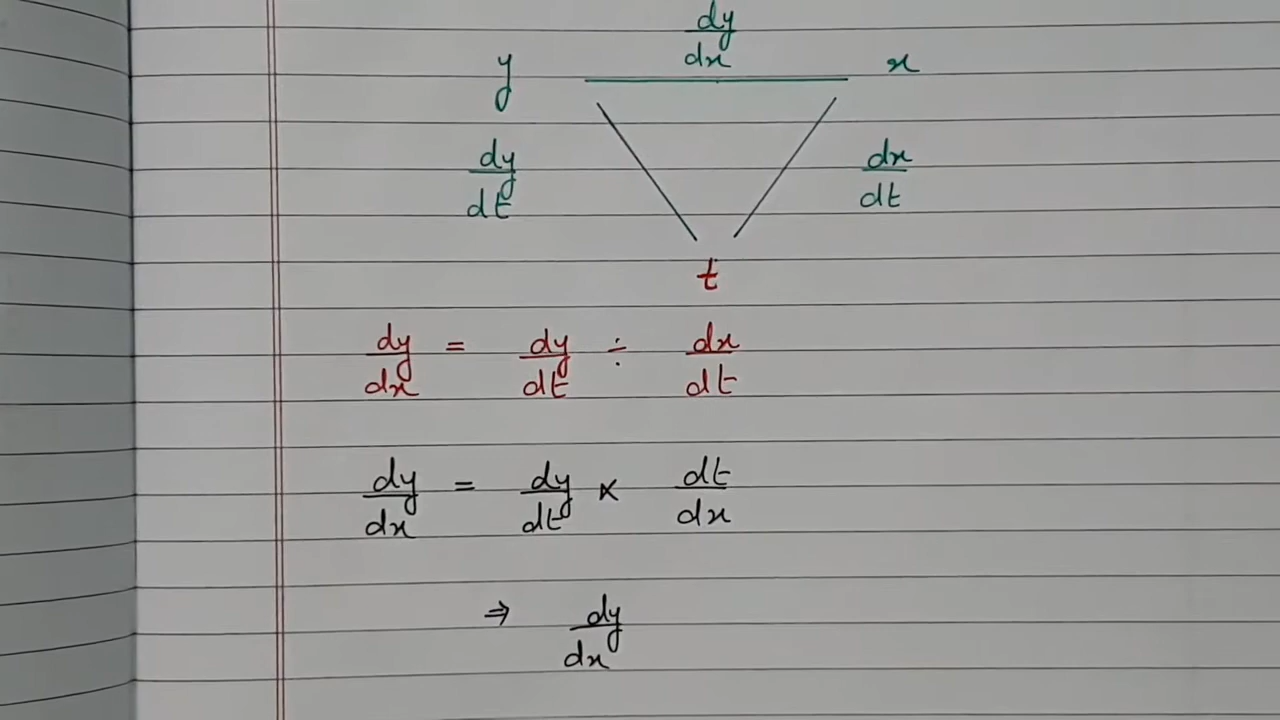 dy/dx
y x
dy/dt dx/dt
t
dy/dx = dy/dt ÷ dx/dt
dy/dx = dy/dt × dt/dx
⇒ dy/dx